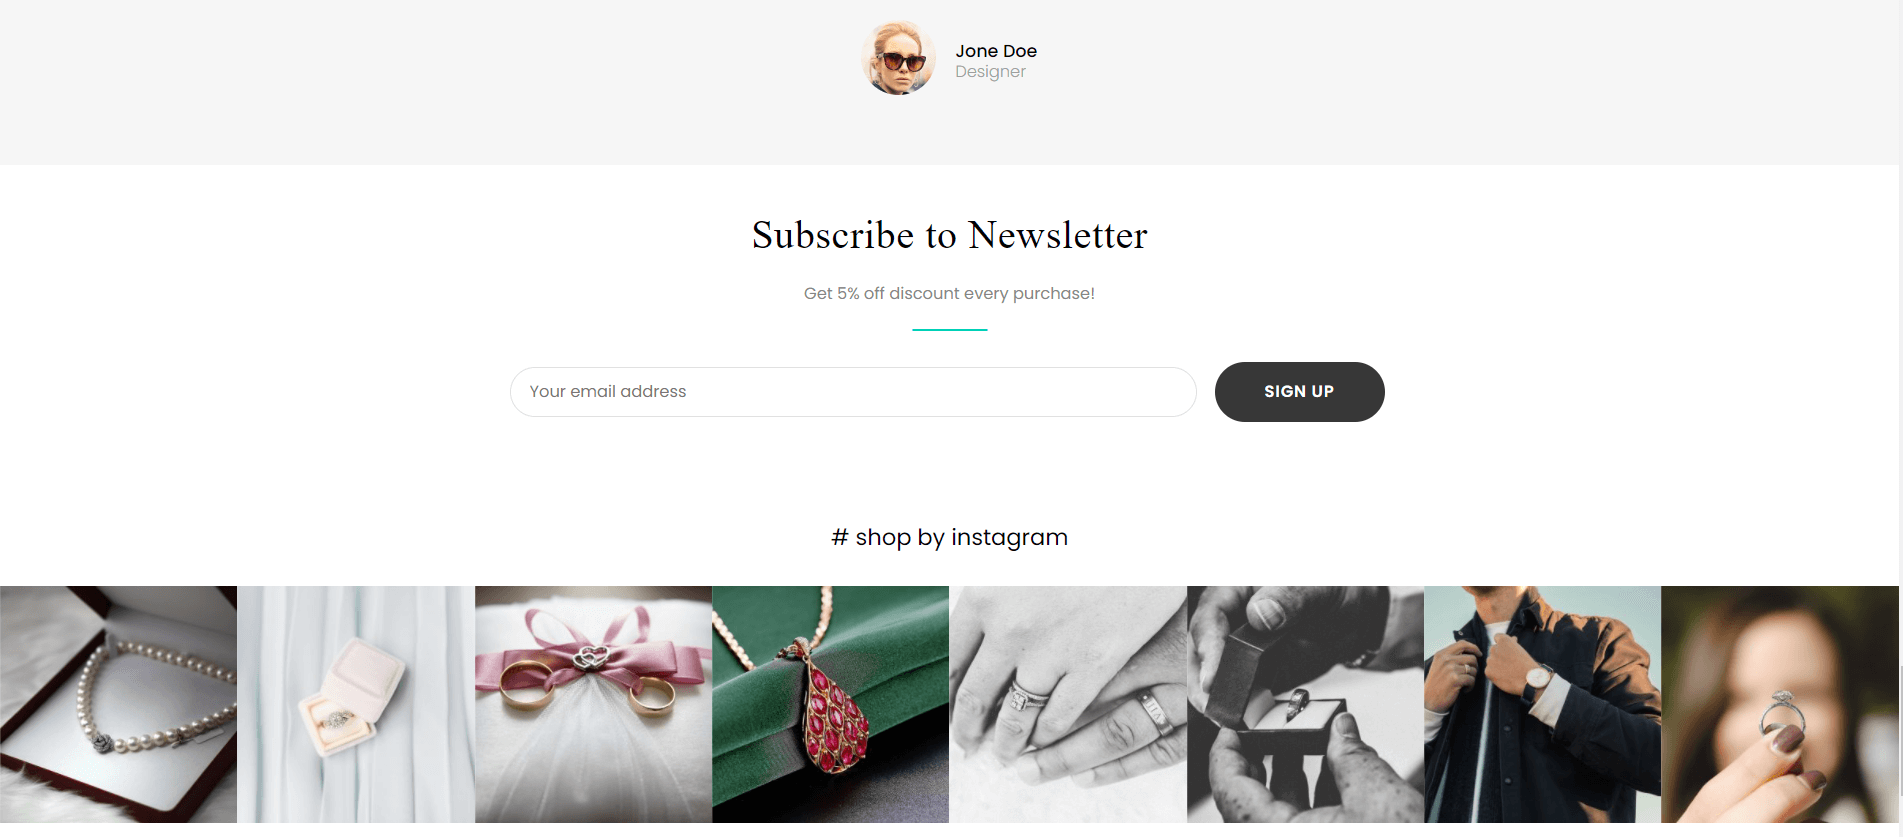 Jone Doe
Designer
Subscribe to Newsletter
Get 5% off discount every purchase!
Your email address
SIGN UP
# shop by instagram